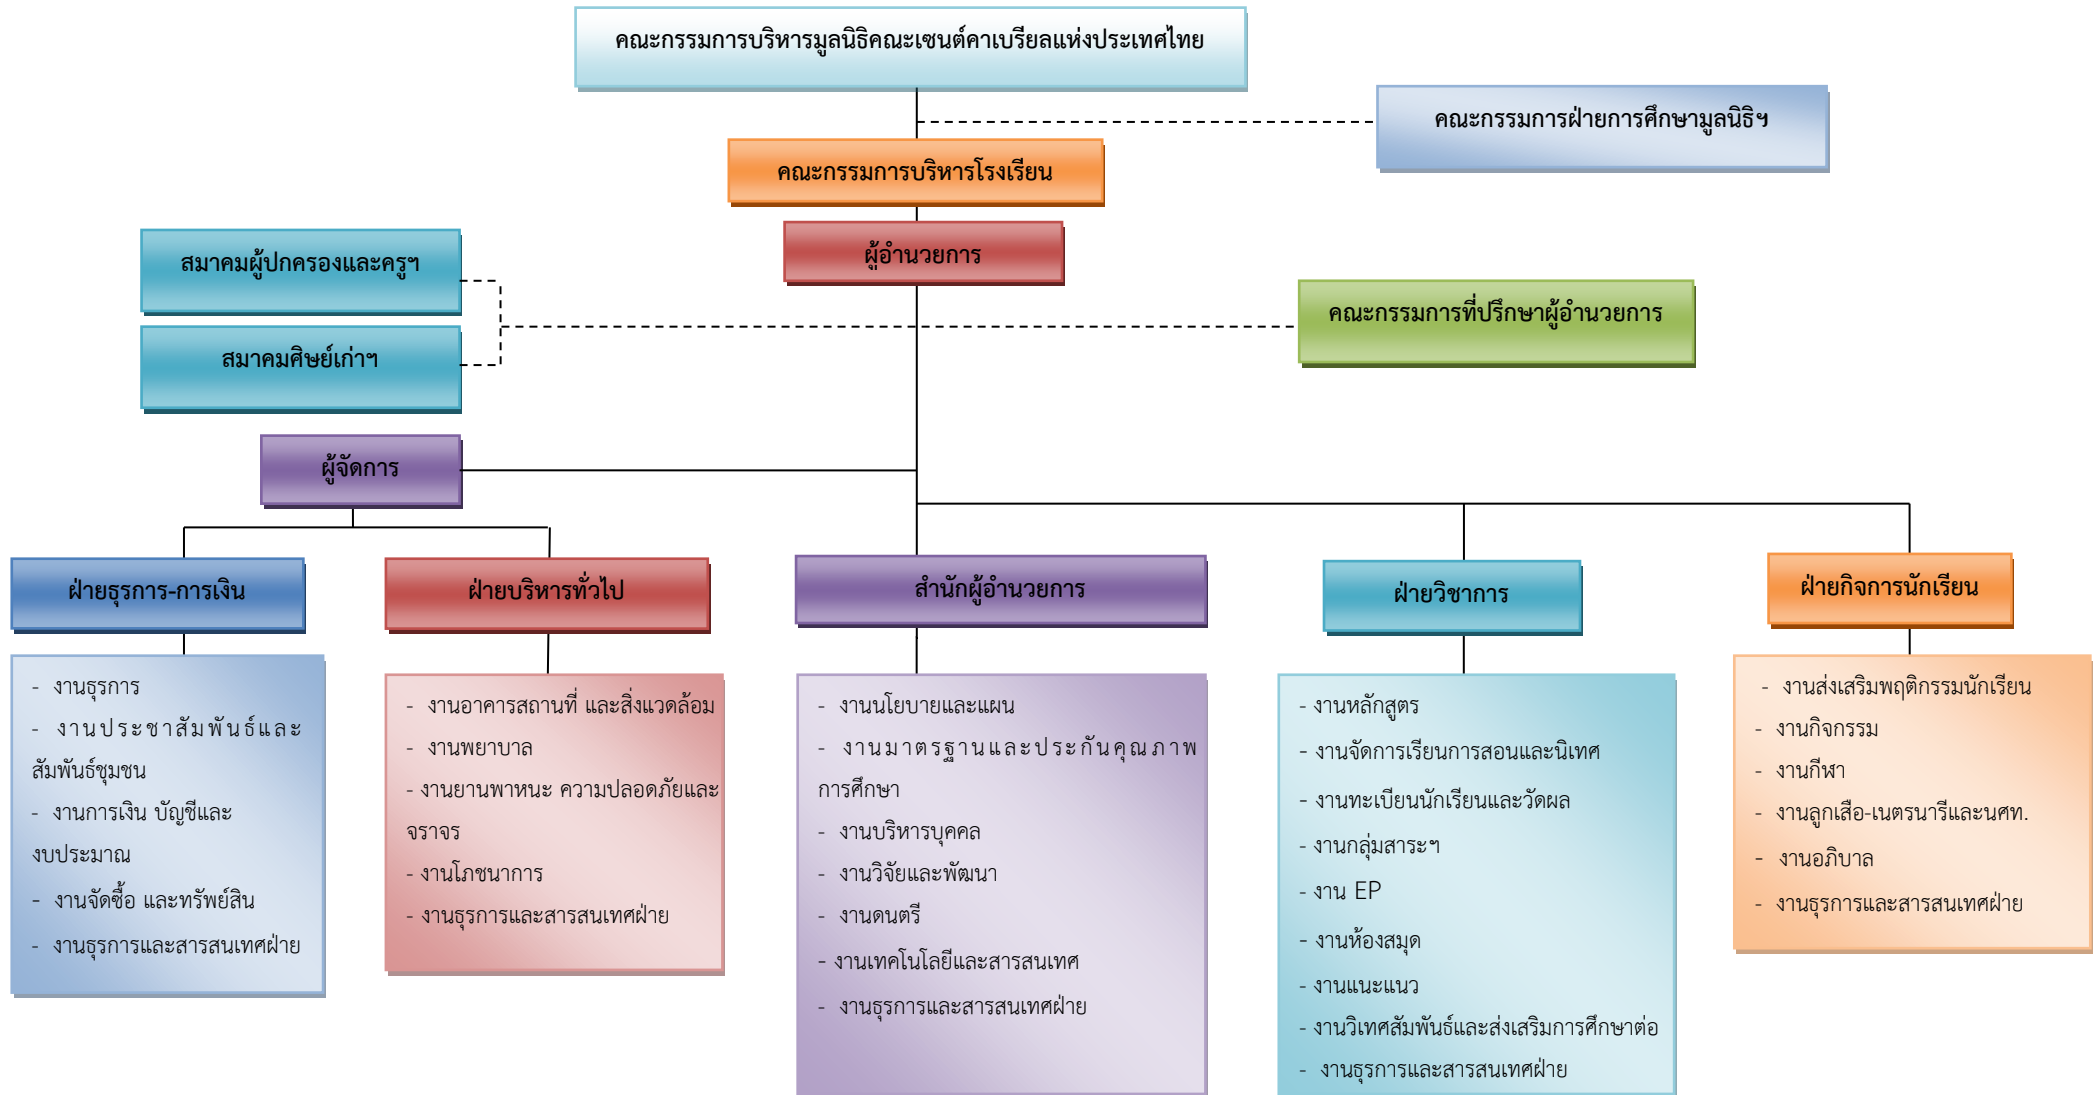 คณะกรรมการบริหารมูลนิธิคณะเซนต์คาเบรียลแห่งประเทศไทย
คณะกรรมการฝ่ายการศึกษามูลนิธิฯ
คณะกรรมการบริหารโรงเรียน
ผู้อำนวยการ
สมาคมผู้ปกครองและครูฯ
คณะกรรมการที่ปรึกษาผู้อำนวยการ
สมาคมศิษย์เก่าฯ
ผู้จัดการ
ฝ่ายธุรการ-การเงิน
- งานธุรการ
- งานประชาสัมพันธ์และ
สัมพันธ์ชุมชน
- งานการเงิน บัญชีและ
งบประมาณ
- งานจัดซื้อ และทรัพย์สิน
- งานธุรการและสารสนเทศฝ่าย
ฝ่ายบริหารทั่วไป
- งานอาคารสถานที่ และสิ่งแวดล้อม
- งานพยาบาล
- งานยานพาหนะ ความปลอดภัยและ
จราจร
- งานโภชนาการ
- งานธุรการและสารสนเทศฝ่าย
สำนักผู้อำนวยการ
- งานนโยบายและแผน
- งานมาตรฐานและประกันคุณภาพ
การศึกษา
- งานบริหารบุคคล
- งานวิจัยและพัฒนา
- งานดนตรี
- งานเทคโนโลยีและสารสนเทศ
- งานธุรการและสารสนเทศฝ่าย
ฝ่ายวิชาการ
- งานหลักสูตร
- งานจัดการเรียนการสอนและนิเทศ
- งานทะเบียนนักเรียนและวัดผล
- งานกลุ่มสาระฯ
- งาน EP
- งานห้องสมุด
- งานแนะแนว
- งานวิเทศสัมพันธ์และส่งเสริมการศึกษาต่อ
- งานธุรการและสารสนเทศฝ่าย
ฝ่ายกิจการนักเรียน
- งานส่งเสริมพฤติกรรมนักเรียน
- งานกิจกรรม
- งานกีฬา
- งานลูกเสือ-เนตรนารีและนศท.
- งานอภิบาล
- งานธุรการและสารสนเทศฝ่าย